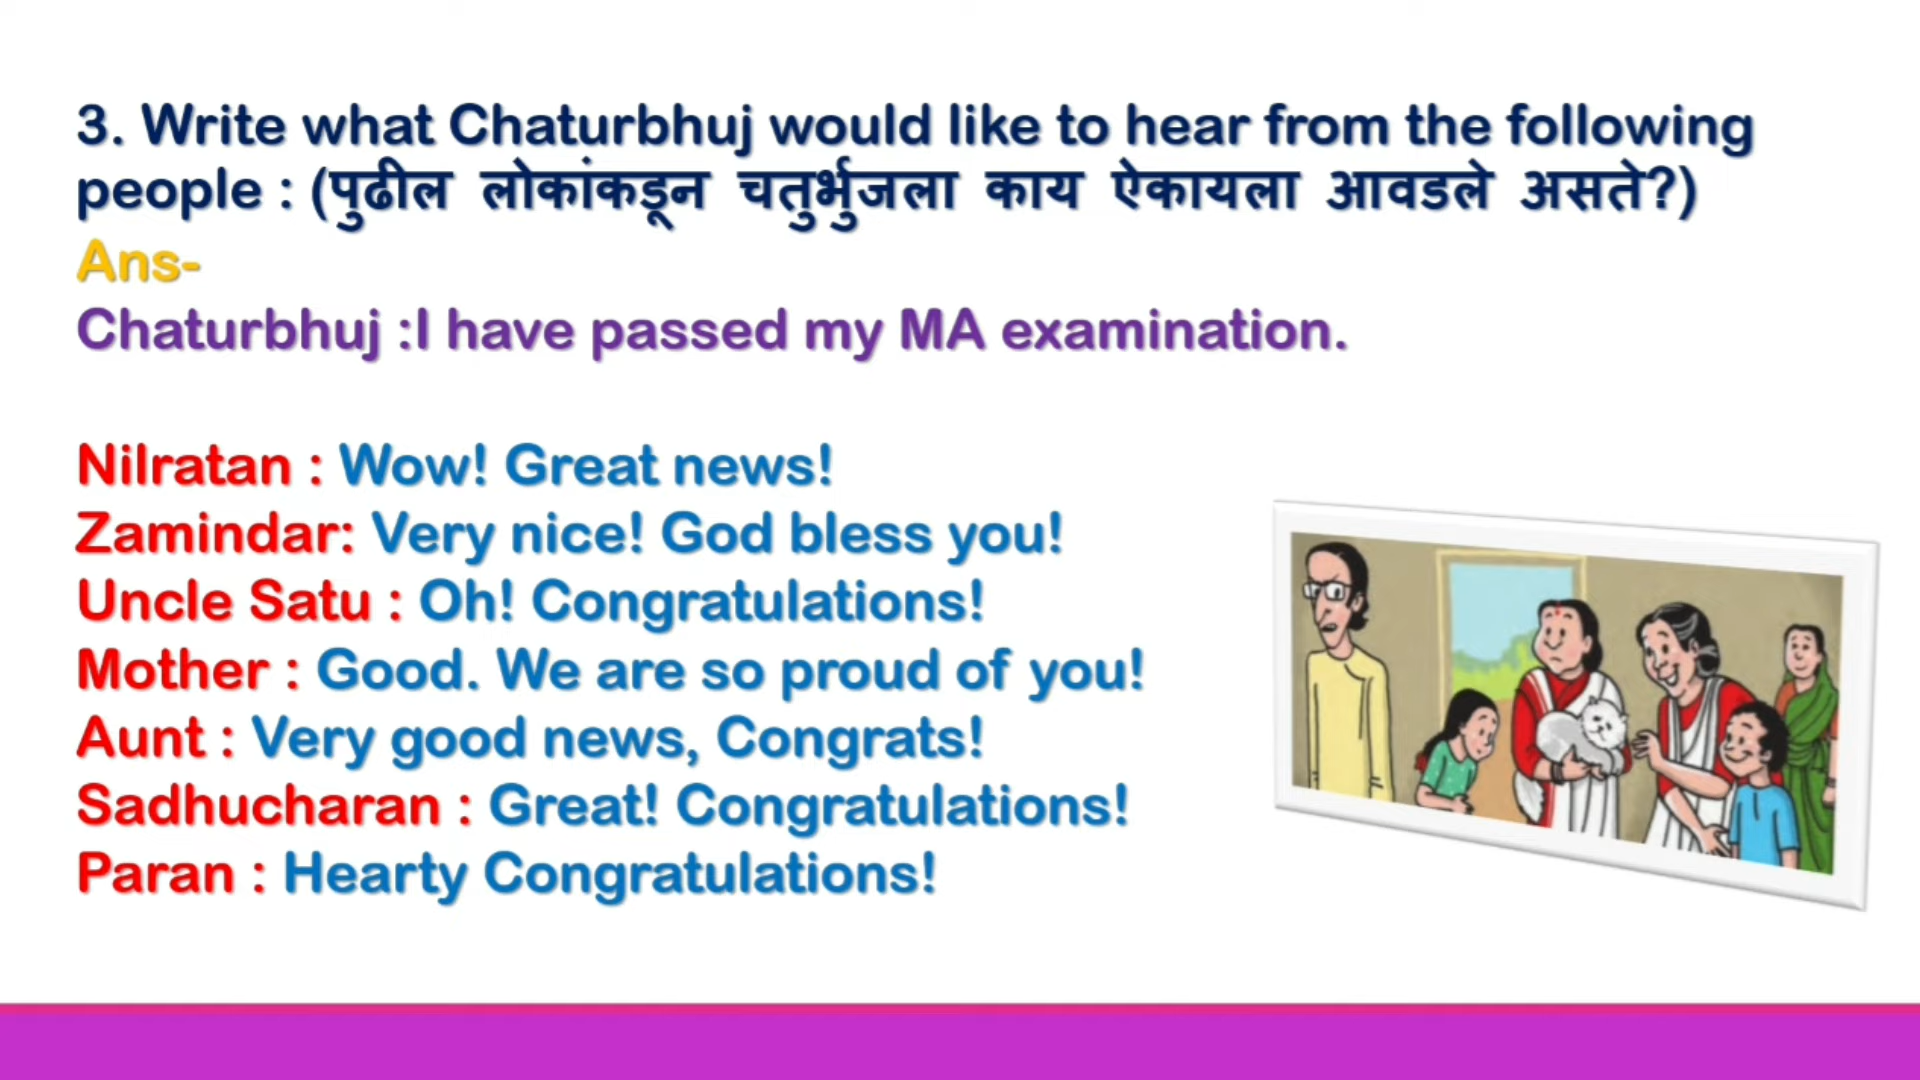 3. Write what Chaturbhuj would like to hear from the following
people : (पुढील लोकांकडून चतुर्भुजला काय ऐकायला आवडले असते?)
Ans-
Chaturbhuj :I have passed my MA examination.
Nilratan : Wow! Great news!
Zamindar: Very nice! God bless you!
Uncle Satu : Oh! Congratulations!
Mother : Good. We are so proud of you!
Aunt : Very good news, Congrats!
Sadhucharan : Great! Congratulations!
Paran : Hearty Congratulations!